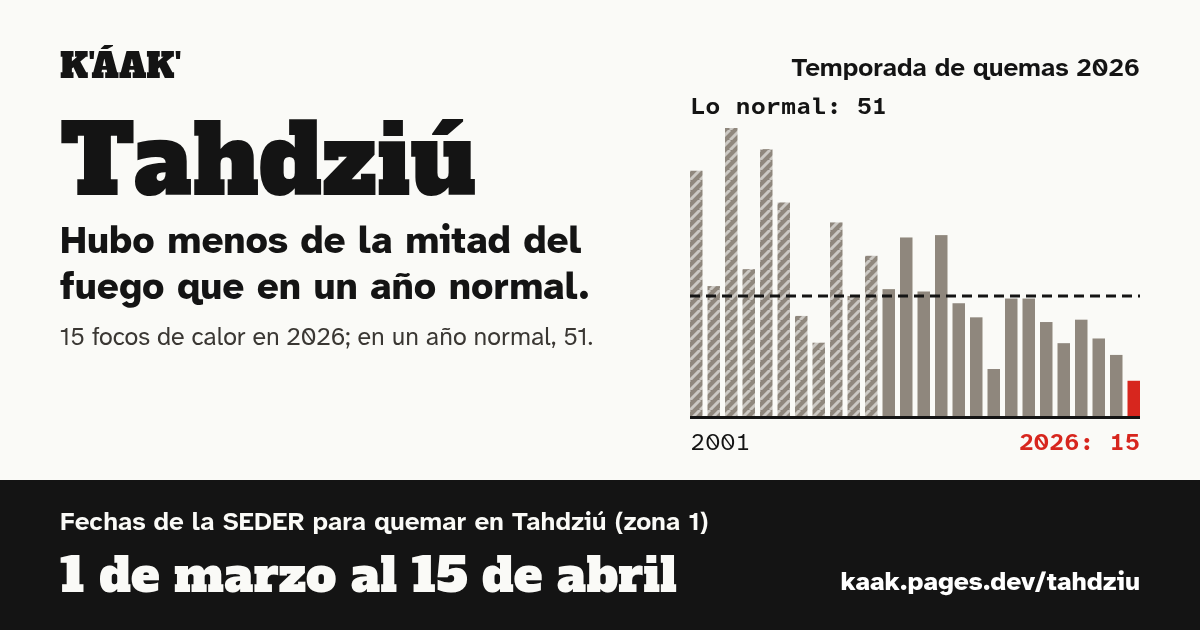 K'ÁAK'
Tahdziú
Hubo menos de la mitad del
fuego que en un año normal.
15 focos de calor en 2026; en un año normal, 51.
Temporada de quemas 2026
Lo normal: 51
2001
2026: 15
Fechas de la SEDER para quemar en Tahdziú (zona 1)
1 de marzo al 15 de abril
kaak.pages.dev/tahdziu